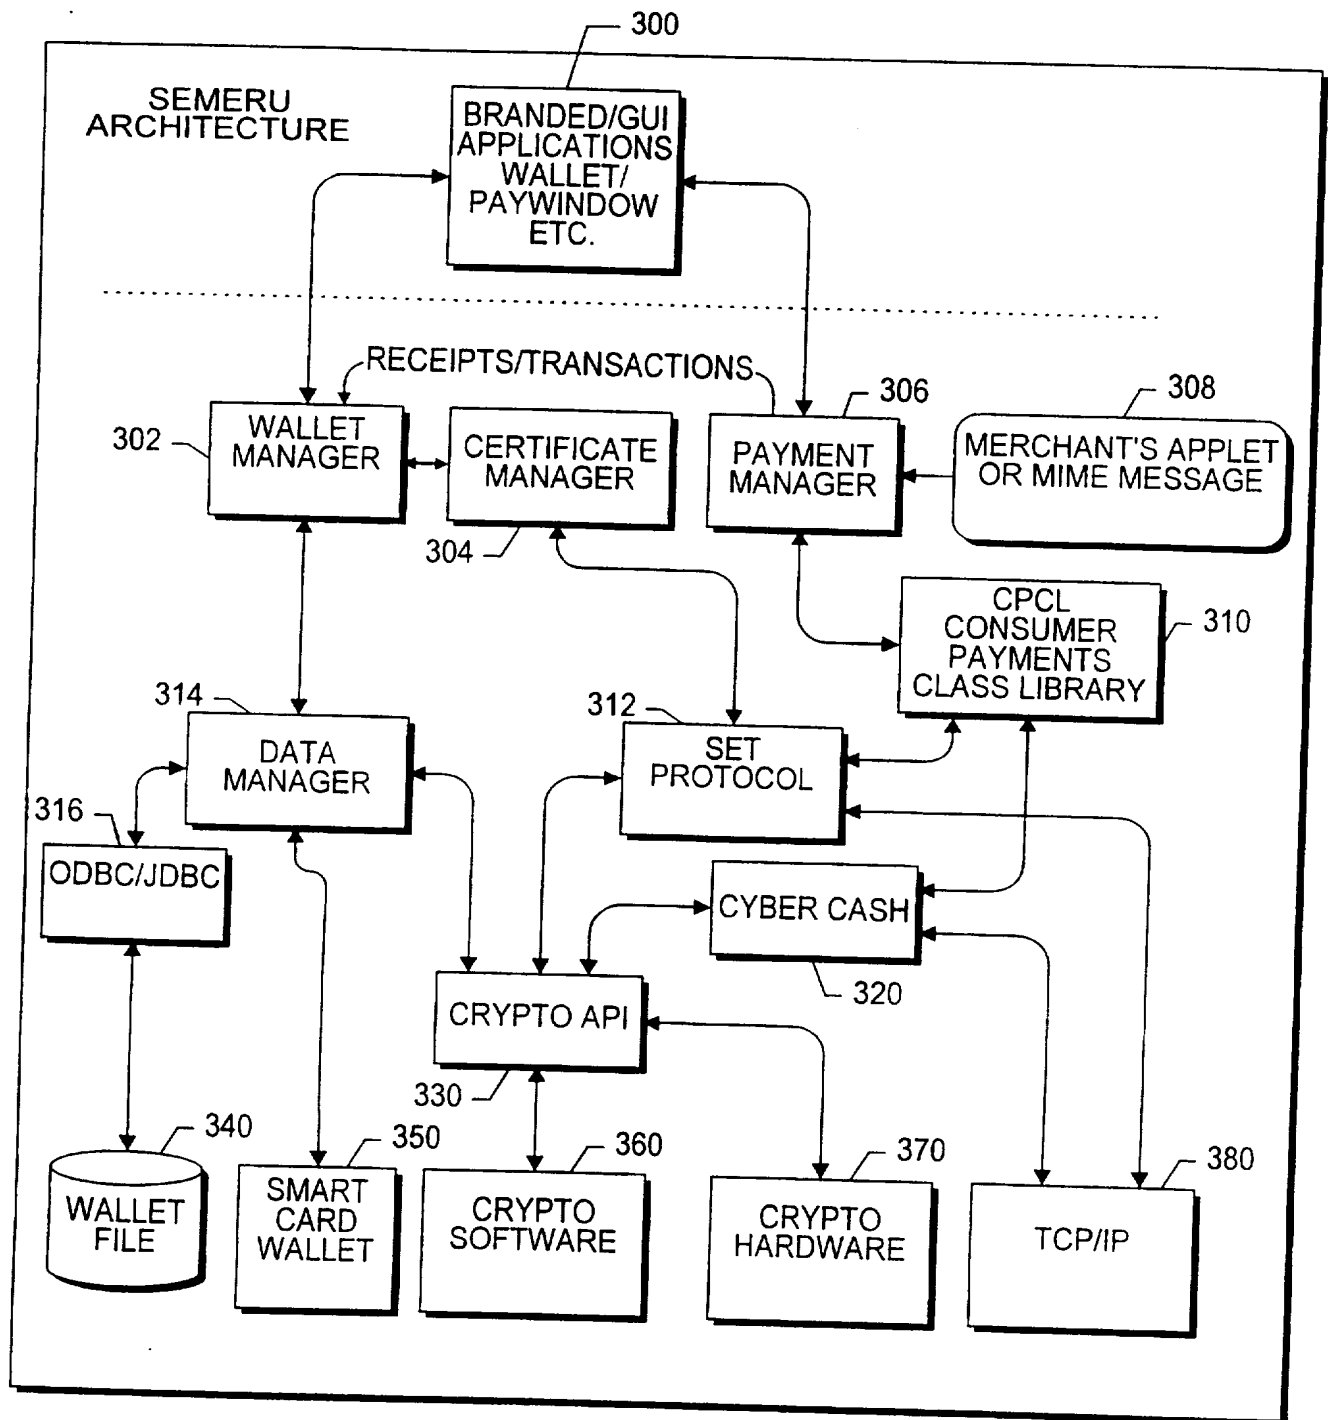 300
SEMERU
ARCHITECTURE
BRANDED/GUI
APPLICATIONS
WALLET/
PAYWINDOW
ETC.
RECEIPTS/TRANSACTIONS
306
308
302
WALLET
MANAGER
CERTIFICATE
MANAGER
PAYMENT
MANAGER
MERCHANT'S APPLET
OR MIME MESSAGE
304
CPCL
CONSUMER
PAYMENTS
CLASS LIBRARY
310
314
312
DATA
MANAGER
SET
PROTOCOL
316
ODBC/JDBC
CYBER CASH
320
CRYPTO API
330
340
350
360
370
380
WALLET
FILE
SMART
CARD
WALLET
CRYPTO
SOFTWARE
CRYPTO
HARDWARE
TCP/IP